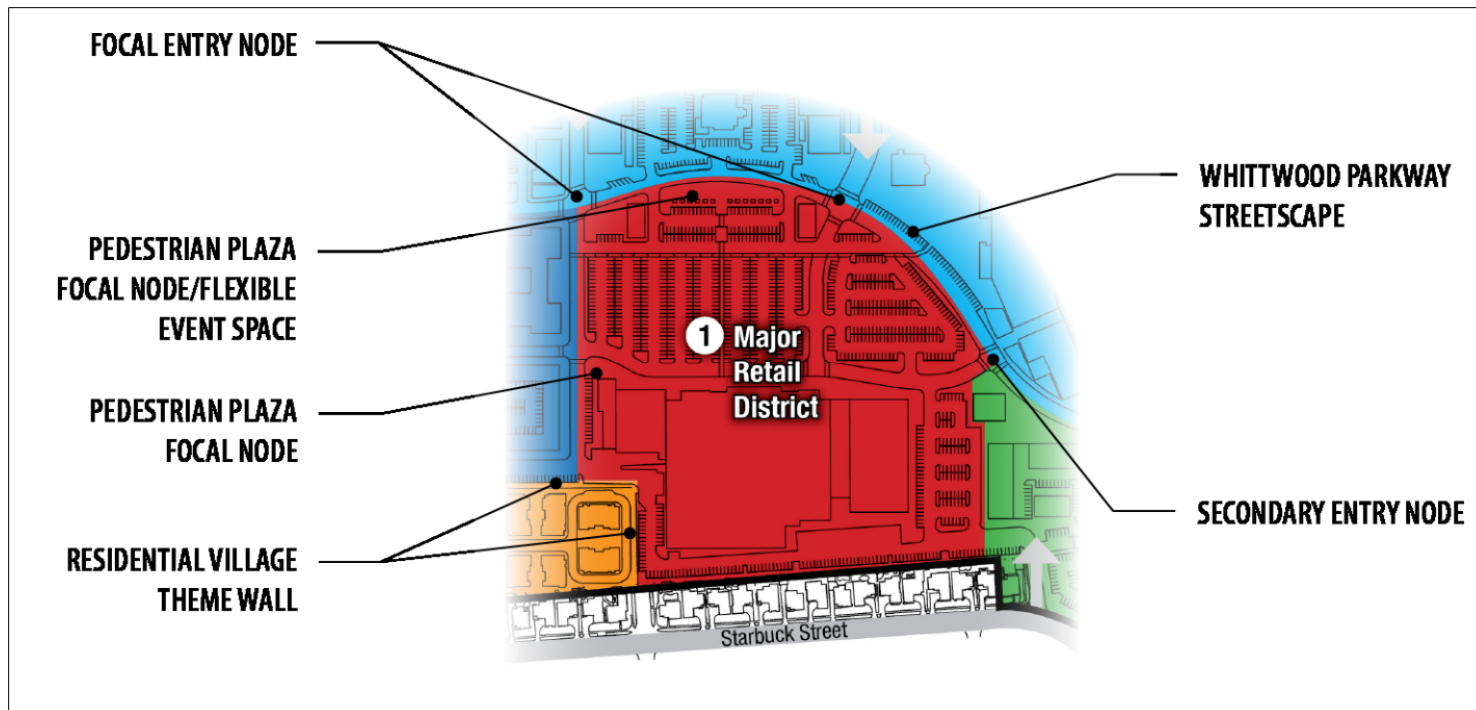 FOCAL ENTRY NODE
PEDESTRIAN PLAZA
FOCAL NODE/FLEXIBLE
EVENT SPACE
PEDESTRIAN PLAZA
FOCAL NODE
RESIDENTIAL VILLAGE
THEME WALL
1 Major
Retail
District
Starbuck Street
WHITTWOOD PARKWAY
STREETSCAPE
SECONDARY ENTRY NODE